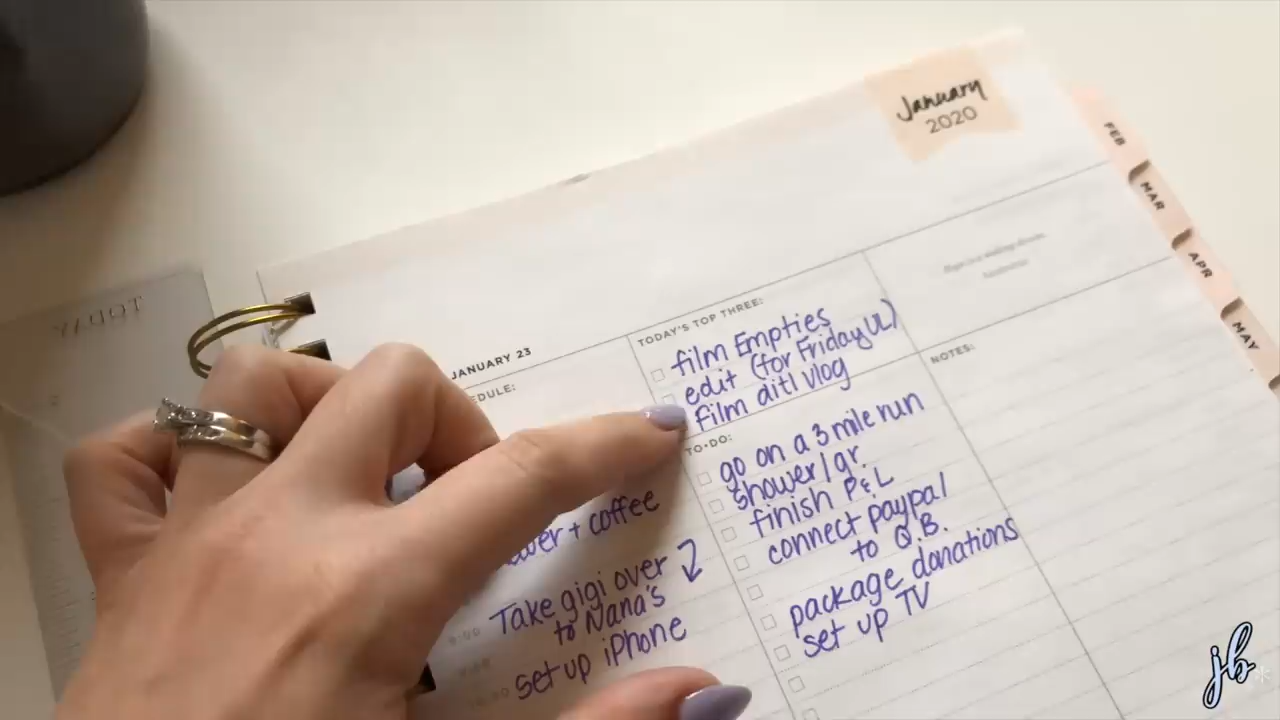 January
2020
FEB
MAR
APR
MAY
TODAY
JANUARY 23
TODAY'S TOP THREE:
film Empties
edit (for Friday UL)
film ditl vlog
TO-DO:
go on a 3 mile run
shower/gr
finish P&L
connect paypal
to Q.B.
package donations
set up TV
NOTES:
+ coffee
Take gigi over
to Nana's
set up iPhone
jb